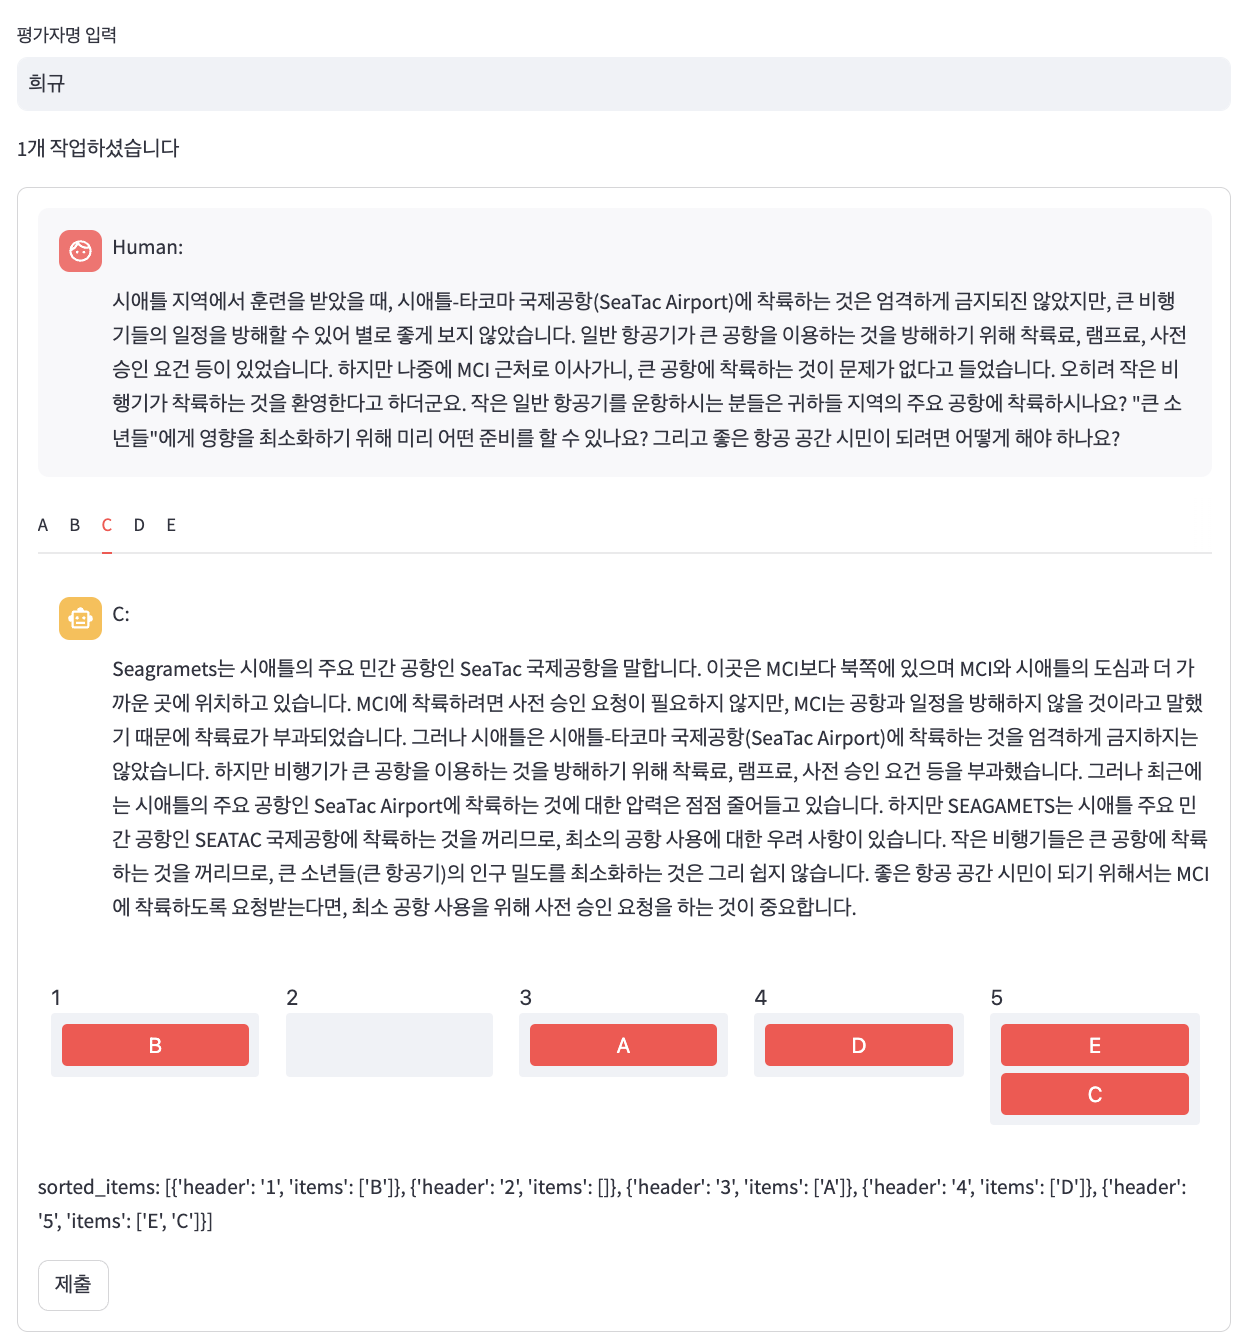 평가자명 입력
희규
1개 작업하셨습니다
Human:
시애틀 지역에서 훈련을 받았을 때, 시애틀-타코마 국제공항(SeaTac Airport)에 착륙하는 것은 엄격하게 금지되진 않았지만, 큰 비행
기들의 일정을 방해할 수 있어 별로 좋게 보지 않았습니다. 일반 항공기가 큰 공항을 이용하는 것을 방해하기 위해 착륙료, 램프료, 사전
승인 요건 등이 있었습니다. 하지만 나중에 MCI 근처로 이사가니, 큰 공항에 착륙하는 것이 문제가 없다고 들었습니다. 오히려 작은 비
행기가 착륙하는 것을 환영한다고 하더군요. 작은 일반 항공기를 운항하시는 분들은 귀하들 지역의 주요 공항에 착륙하시나요? "큰 소
년들"에게 영향을 최소화하기 위해 미리 어떤 준비를 할 수 있나요? 그리고 좋은 항공 공간 시민이 되려면 어떻게 해야 하나요?
A B C D E
C:
Seagramets는 시애틀의 주요 민간 공항인 SeaTac 국제공항을 말합니다. 이곳은 MCI보다 북쪽에 있으며 MCI와 시애틀의 도심과 더 가
까운 곳에 위치하고 있습니다. MCI에 착륙하려면 사전 승인 요청이 필요하지 않지만, MCI는 공항과 일정을 방해하지 않을 것이라고 말했
기 때문에 착륙료가 부과되었습니다. 그러나 시애틀은 시애틀-타코마 국제공항(SeaTac Airport)에 착륙하는 것을 엄격하게 금지하지는
않았습니다. 하지만 비행기가 큰 공항을 이용하는 것을 방해하기 위해 착륙료, 램프료, 사전 승인 요건 등을 부과했습니다. 그러나 최근에
는 시애틀의 주요 공항인 SeaTac Airport에 착륙하는 것에 대한 압력은 점점 줄어들고 있습니다. 하지만 SEAGAMETS는 시애틀 주요 민
간 공항인 SEATAC 국제공항에 착륙하는 것을 꺼리므로, 최소의 공항 사용에 대한 우려 사항이 있습니다. 작은 비행기들은 큰 공항에 착륙
하는 것을 꺼리므로, 큰 소년들(큰 항공기)의 인구 밀도를 최소화하는 것은 그리 쉽지 않습니다. 좋은 항공 공간 시민이 되기 위해서는 MCI
에 착륙하도록 요청받는다면, 최소 공항 사용을 위해 사전 승인 요청을 하는 것이 중요합니다.
1 2 3 4 5
B A D E
C
sorted_items: [{'header': '1', 'items': ['B']}, {'header': '2', 'items': []}, {'header': '3', 'items': ['A']}, {'header': '4', 'items': ['D']}, {'header':
'5', 'items': ['E', 'C']}]
제출